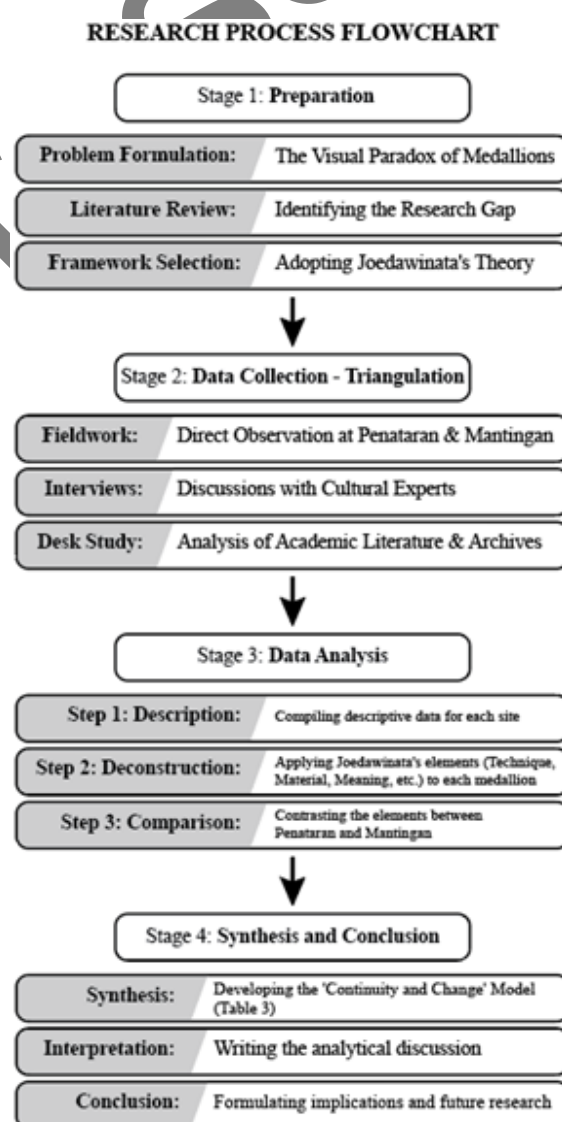 RESEARCH PROCESS FLOWCHART
Stage 1: Preparation
Problem Formulation: The Visual Paradox of Medallions
Literature Review: Identifying the Research Gap
Framework Selection: Adopting Joedawinata's Theory
Stage 2: Data Collection - Triangulation
Fieldwork: Direct Observation at Penataran & Mantingan
Interviews: Discussions with Cultural Experts
Desk Study: Analysis of Academic Literature & Archives
Stage 3: Data Analysis
Step 1: Description: Compiling descriptive data for each site
Step 2: Deconstruction: Applying Joedawinata's elements (Technique,
Material, Meaning, etc.) to each medallion
Step 3: Comparison: Contrasting the elements between
Penataran and Mantingan
Stage 4: Synthesis and Conclusion
Synthesis: Developing the 'Continuity and Change' Model
(Table 3)
Interpretation: Writing the analytical discussion
Conclusion: Formulating implications and future research